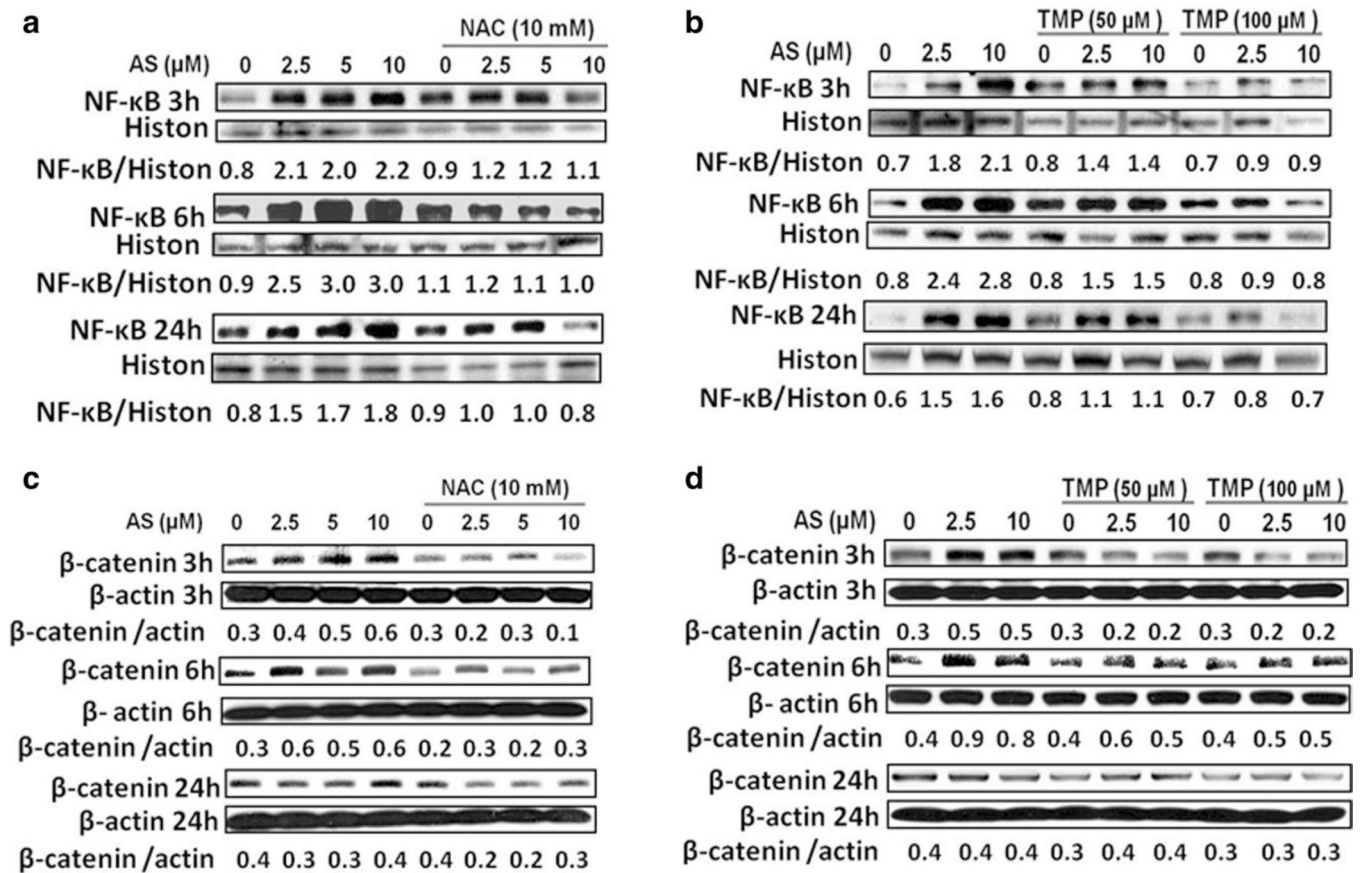 a
NAC (10 mM)
AS (µM) 0 2.5 5 10 0 2.5 5 10
NF-κB 3h
Histon
NF-κB/Histon 0.8 2.1 2.0 2.2 0.9 1.2 1.2 1.1
NF-κB 6h
Histon
NF-κB/Histon 0.9 2.5 3.0 3.0 1.1 1.2 1.1 1.0
NF-κB 24h
Histon
NF-κB/Histon 0.8 1.5 1.7 1.8 0.9 1.0 1.0 0.8
b
TMP (50 µM) TMP (100 µM)
AS (µM) 0 2.5 10 0 2.5 10 0 2.5 10
NF-κB 3h
Histon
NF-κB/Histon 0.7 1.8 2.1 0.8 1.4 1.4 0.7 0.9 0.9
NF-κB 6h
Histon
NF-κB/Histon 0.8 2.4 2.8 0.8 1.5 1.5 0.8 0.9 0.8
NF-κB 24h
Histon
NF-κB/Histon 0.6 1.5 1.6 0.8 1.1 1.1 0.7 0.8 0.7
c
NAC (10 mM)
AS (µM) 0 2.5 5 10 0 2.5 5 10
β-catenin 3h
β-actin 3h
β-catenin /actin 0.3 0.4 0.5 0.6 0.3 0.2 0.3 0.1
β-catenin 6h
β- actin 6h
β-catenin /actin 0.3 0.6 0.5 0.6 0.2 0.3 0.2 0.3
β-catenin 24h
β-actin 24h
β-catenin /actin 0.4 0.3 0.3 0.4 0.4 0.2 0.2 0.3
d
TMP (50 µM ) TMP (100 µM )
AS (µM) 0 2.5 10 0 2.5 10 0 2.5 10
β-catenin 3h
β-actin 3h
β-catenin /actin 0.3 0.5 0.5 0.3 0.2 0.2 0.3 0.2 0.2
β-catenin 6h
β- actin 6h
β-catenin /actin 0.4 0.9 0. 8 0.4 0.6 0.5 0.4 0.5 0.5
β-catenin 24h
β-actin 24h
β-catenin /actin 0.4 0.4 0.4 0.3 0.4 0.4 0.3 0.3 0.3